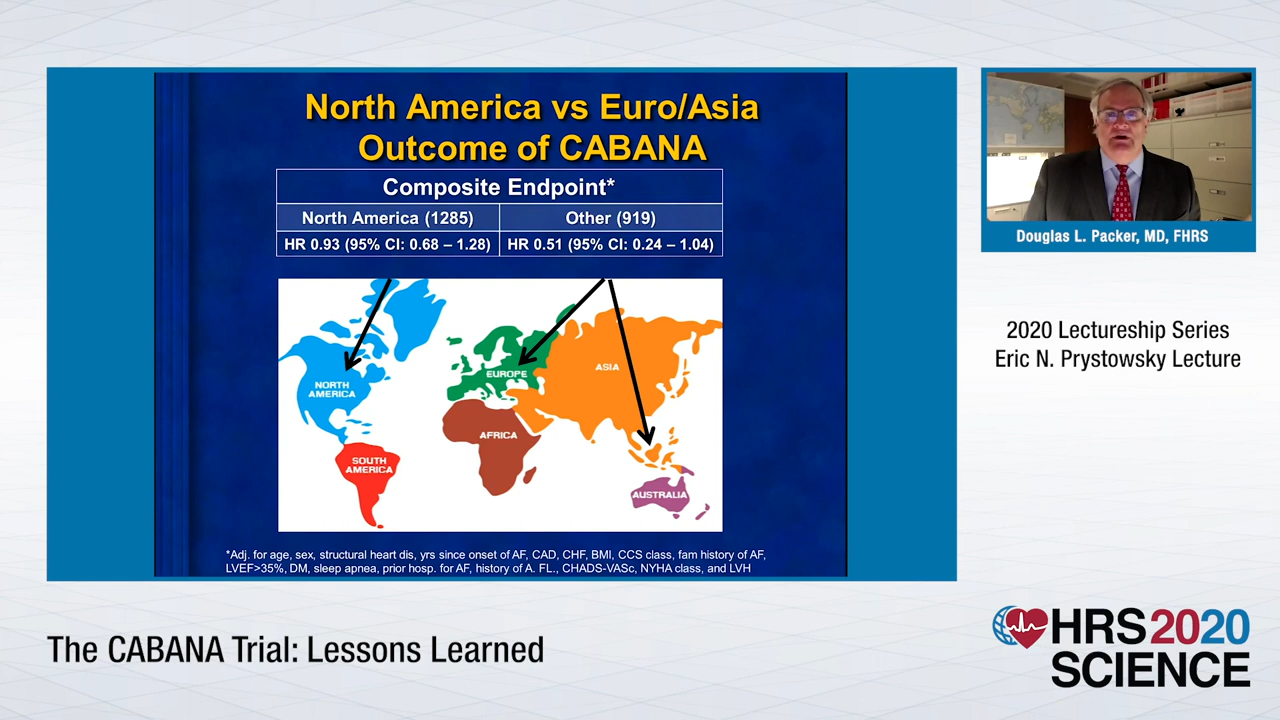 North America vs Euro/Asia
Outcome of CABANA
Composite Endpoint*
North America (1285)
Other (919)
HR 0.93 (95% CI: 0.68 – 1.28)
HR 0.51 (95% CI: 0.24 – 1.04)
NORTH
AMERICA
EUROPE
ASIA
AFRICA
SOUTH
AMERICA
AUSTRALIA
*Adj. for age, sex, structural heart dis, yrs since onset of AF, CAD, CHF, BMI, CCS class, fam history of AF,
LVEF>35%, DM, sleep apnea, prior hosp. for AF, history of A. FL., CHADS-VASc, NYHA class, and LVH
Douglas L. Packer, MD, FHRS
2020 Lectureship Series
Eric N. Prystowsky Lecture
The CABANA Trial: Lessons Learned
HRS2020
SCIENCE